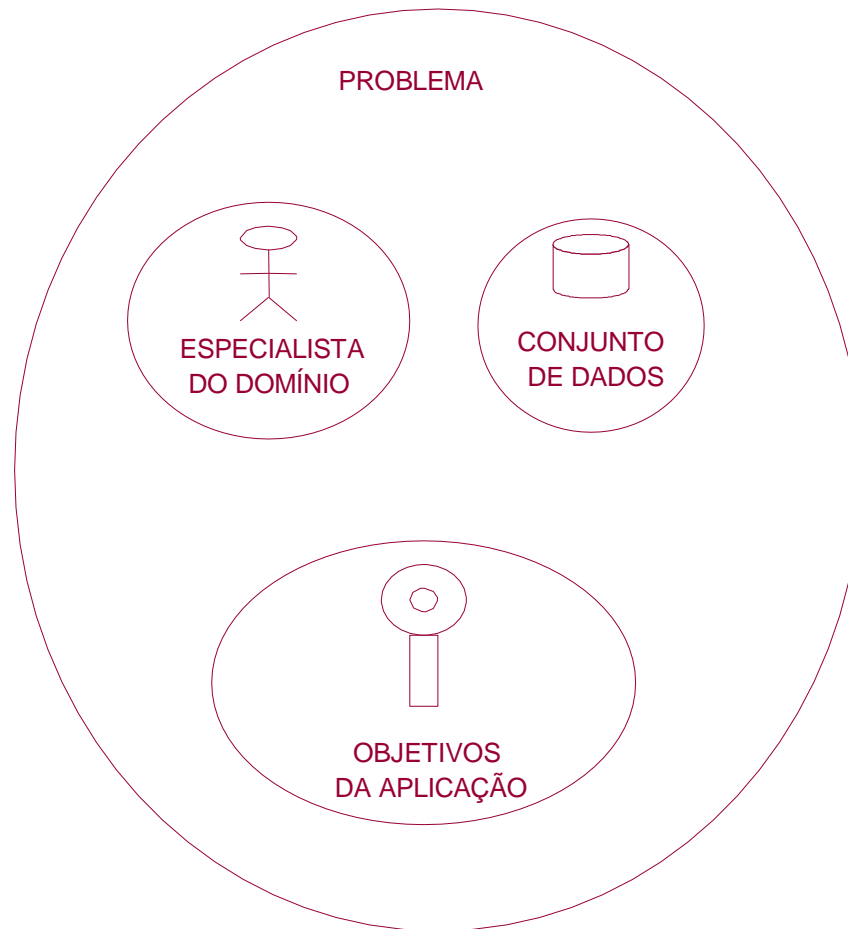 PROBLEMA
ESPECIALISTA
DO DOMÍNIO
CONJUNTO
DE DADOS
OBJETIVOS
DA APLICAÇÃO